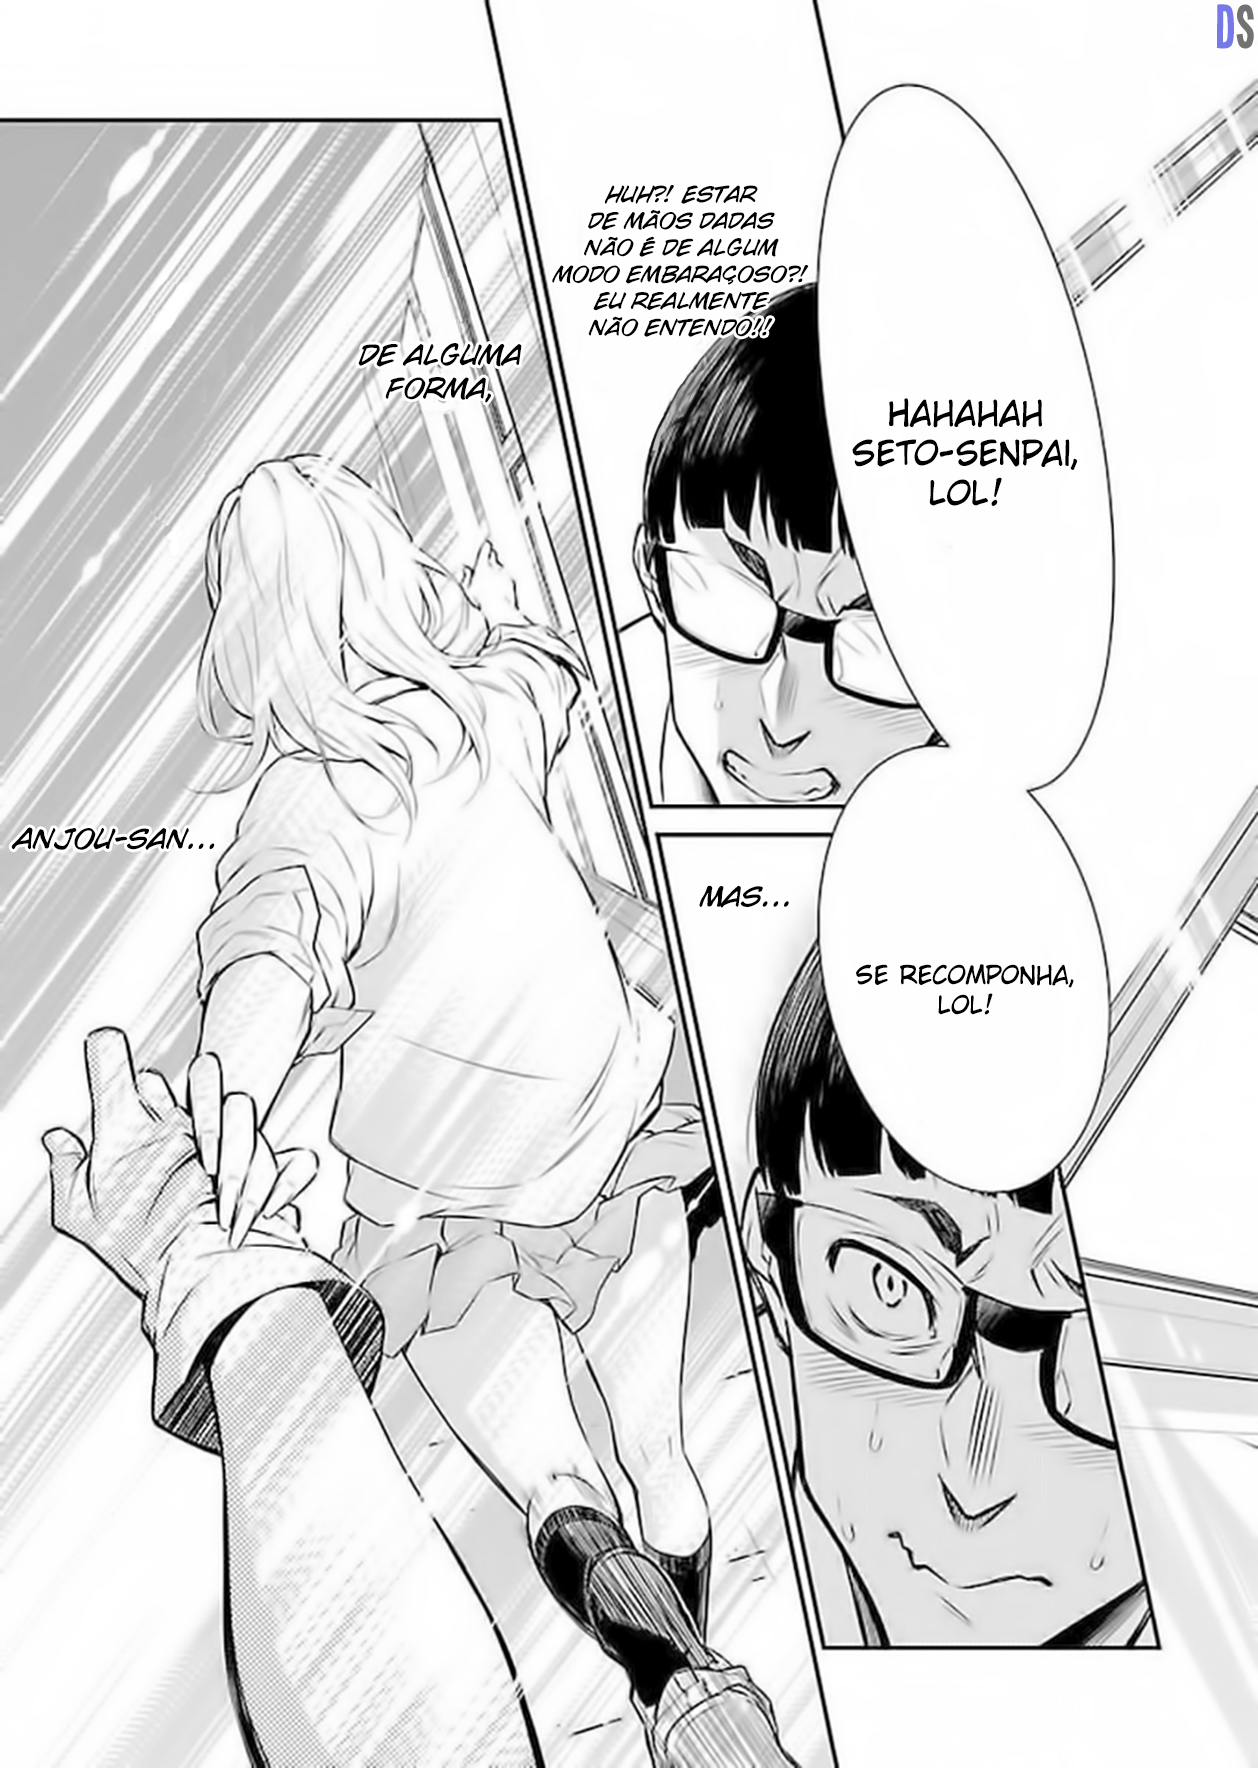 DS
HAHAHAH
SETO-SENPAI,
LOL!
SE RECOMPONHA,
LOL!
HUH?! ESTAR
DE MÃOS DADAS
NÃO É DE ALGUM
MODO EMBARAÇOSO?!
EU REALMENTE
NÃO ENTENDO!!
MAS...
DE ALGUMA
FORMA,
ANJOU-SAN...